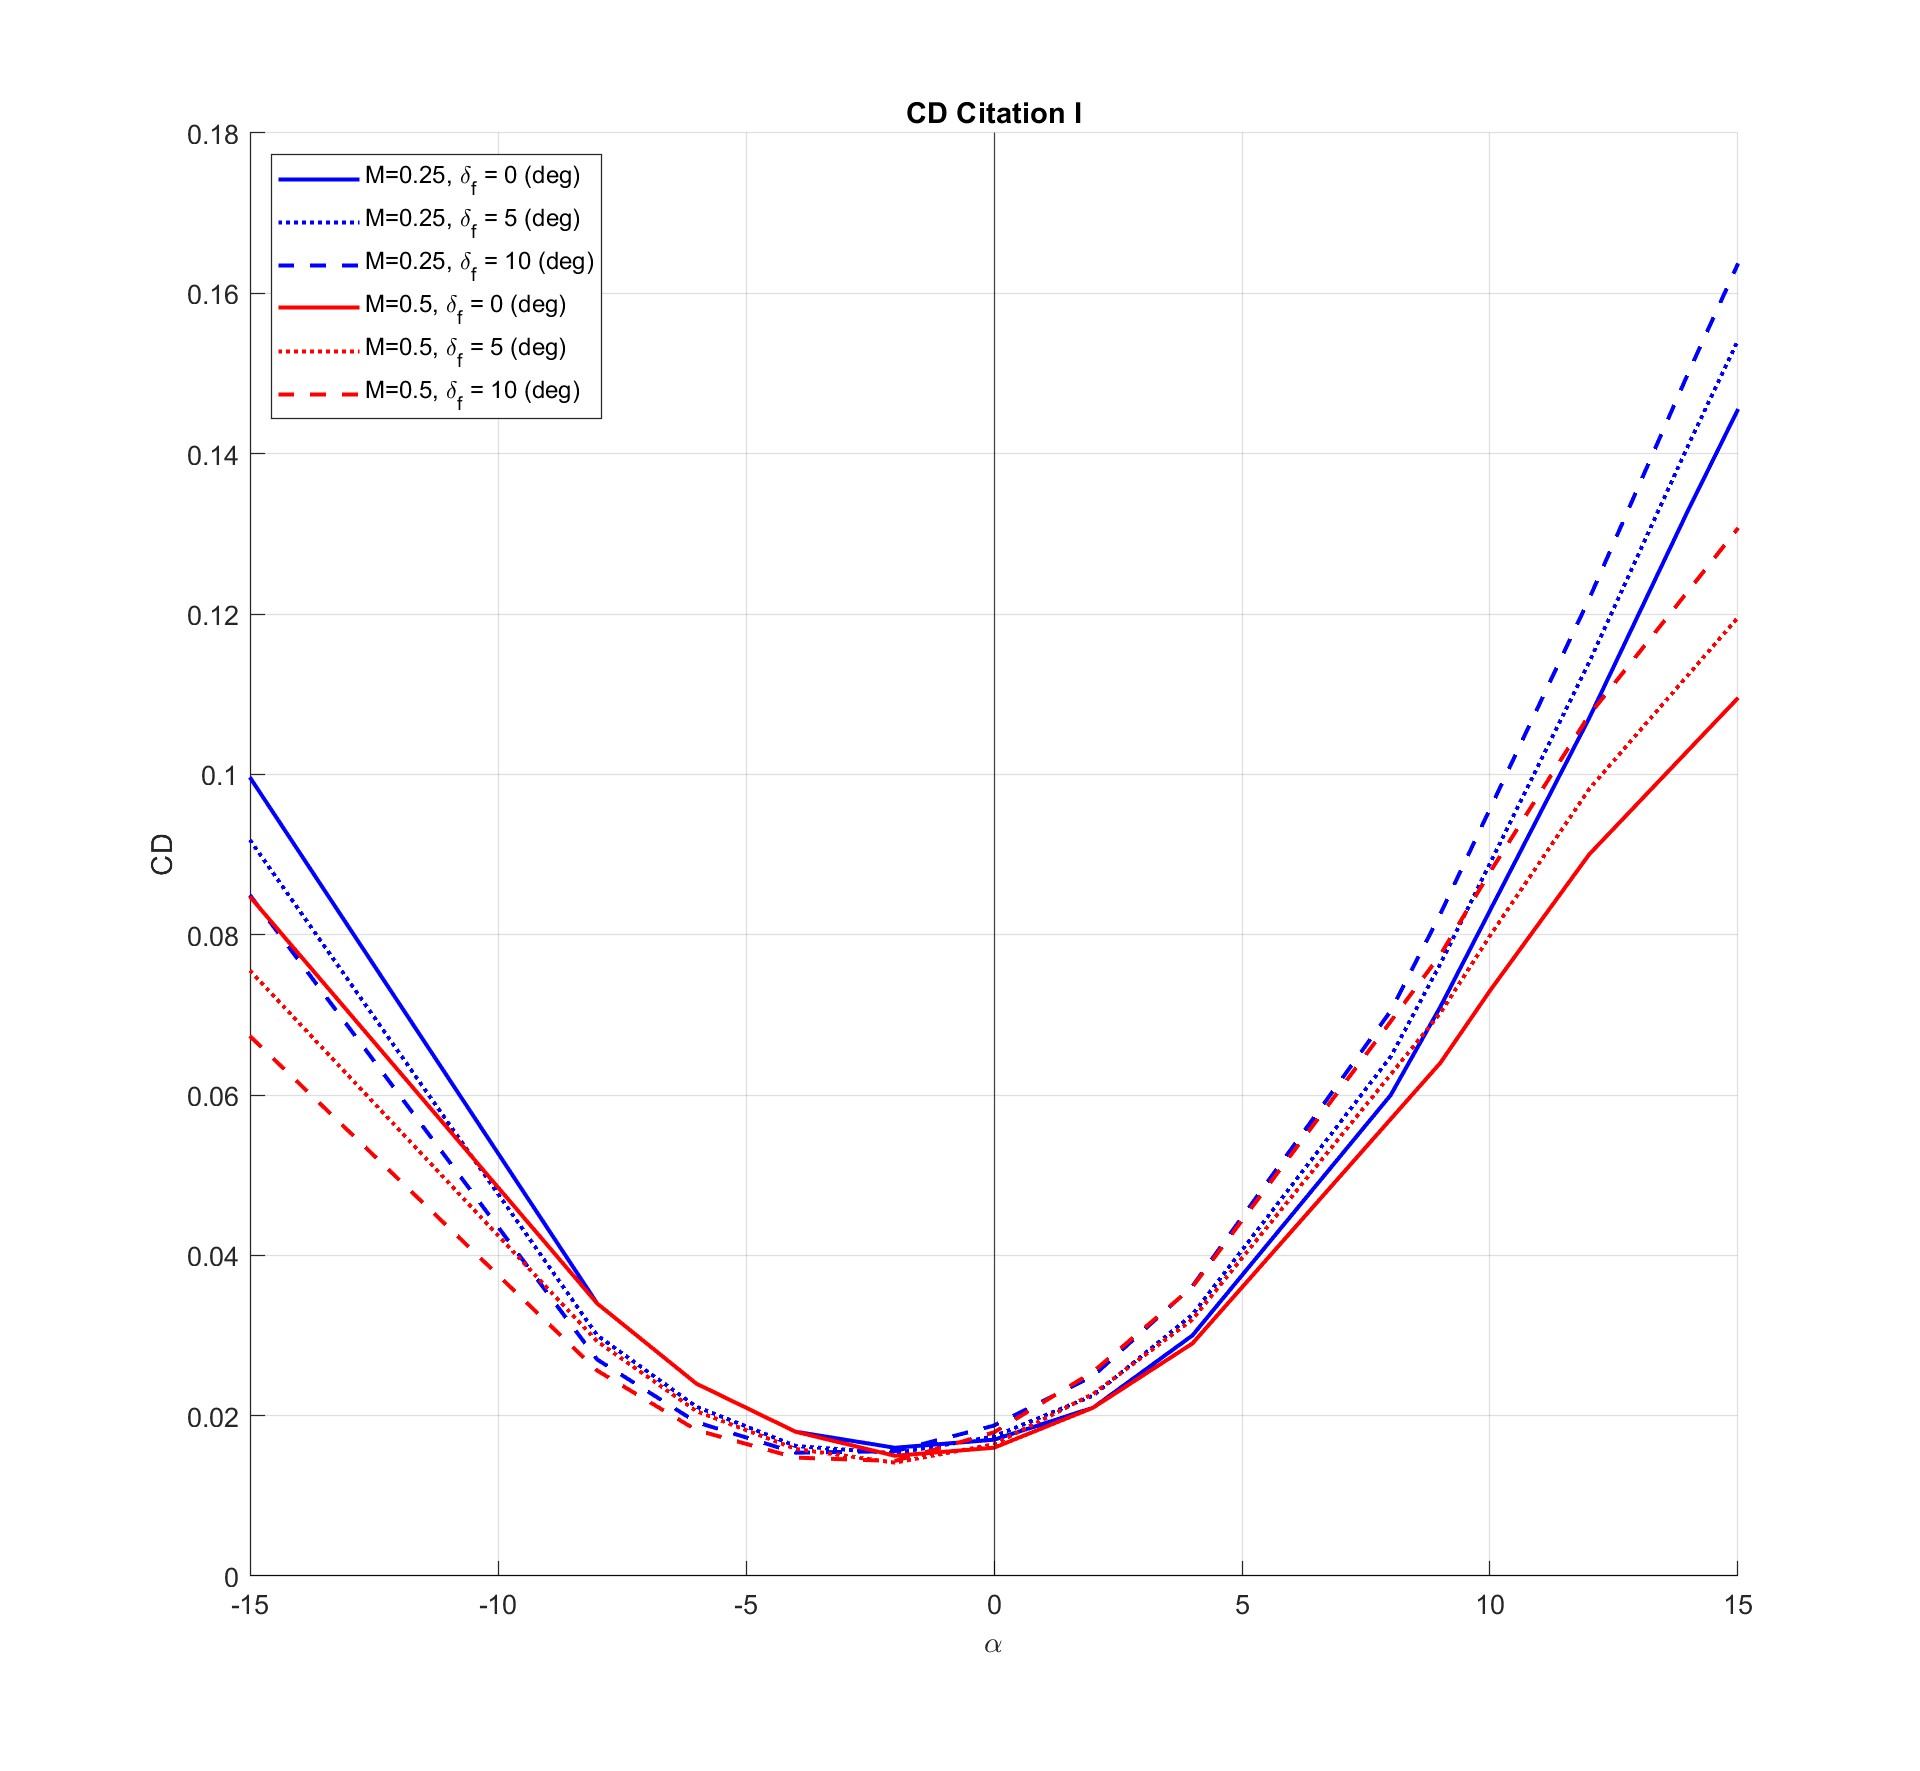 CD Citation I
0.18
0.16
0.14
0.12
0.1
0.08
0.06
0.04
0.02
0
CD
M=0.25, δf = 0 (deg)
M=0.25, δf = 5 (deg)
M=0.25, δf = 10 (deg)
M=0.5, δf = 0 (deg)
M=0.5, δf = 5 (deg)
M=0.5, δf = 10 (deg)
-15 -10 -5 0 5 10 15
α